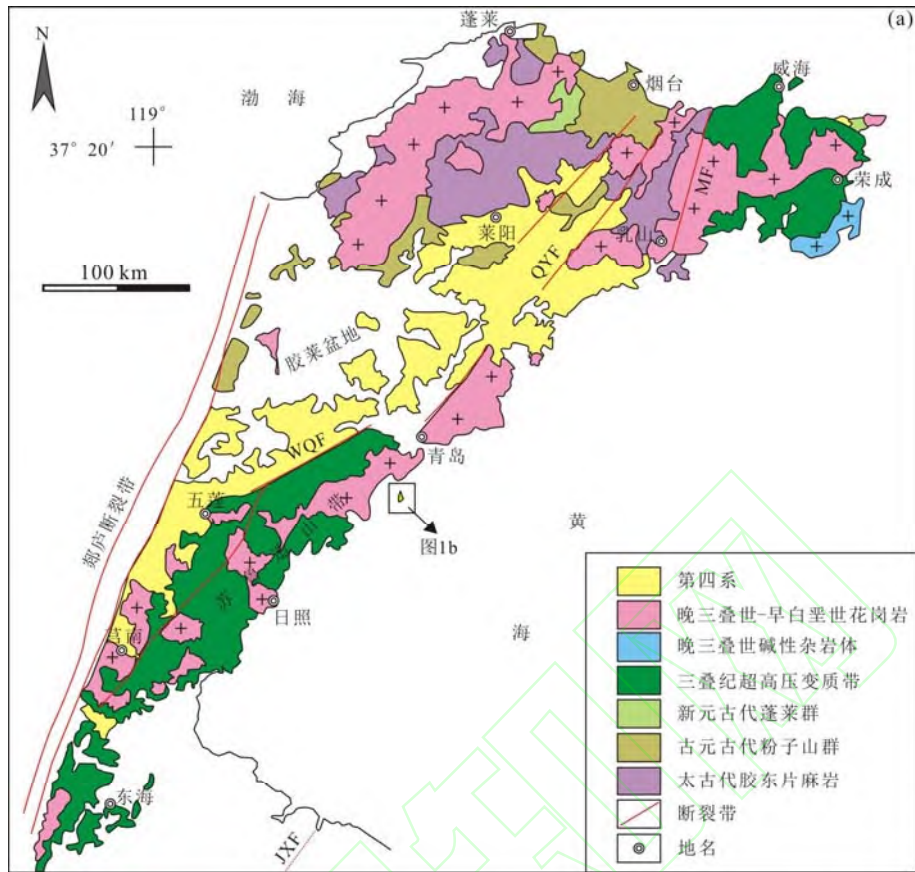 (a)
蓬莱
N
烟台
威海
渤 海
119°
37° 20′
MF
荣成
莱阳
乳山
QYF
100 km
胶莱盆地
WQF
青岛
五莲
郯庐断裂带
图1b
黄
山带
苏
日照
莒南
海
东海
JXF
第四系
晚三叠世-早白垩世花岗岩
晚三叠世碱性杂岩体
三叠纪超高压变质带
新元古代蓬莱群
古元古代粉子山群
太古代胶东片麻岩
断裂带
地名